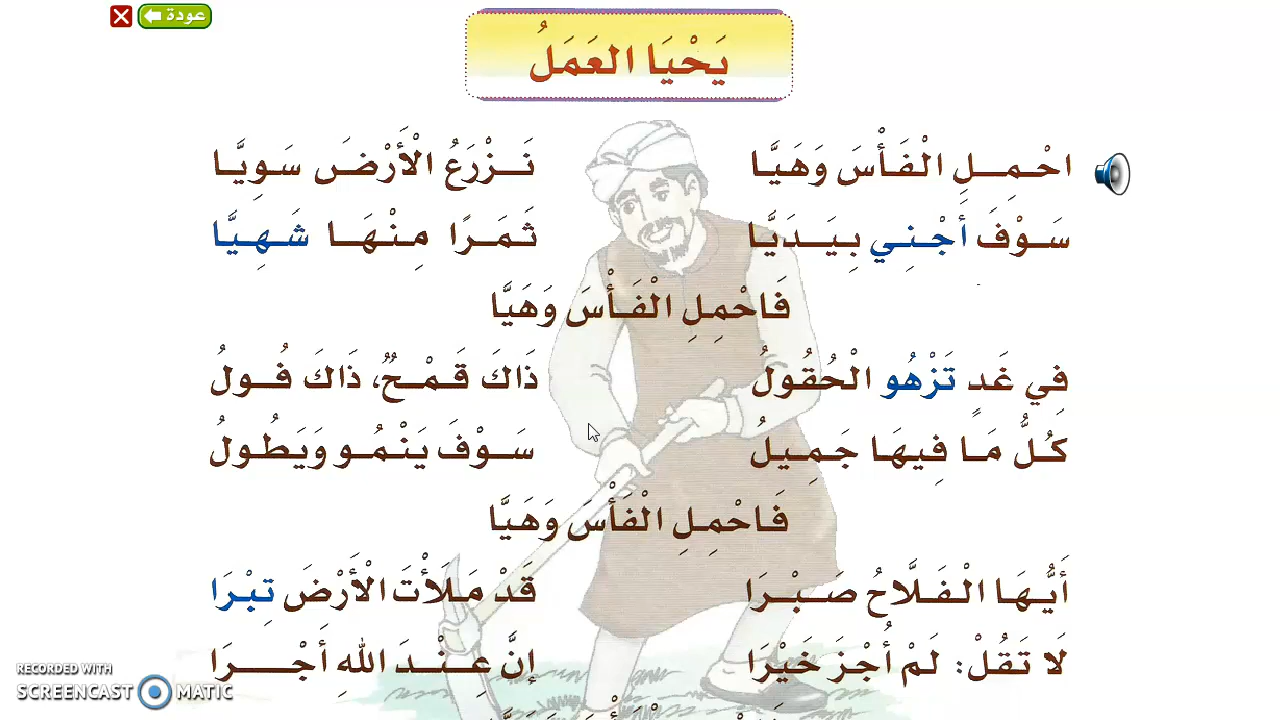 عودة
يَحْيَا العَمَلُ
احْمِلِ الْفَأْسَ وَهَيَّا نَزْرَعُ الْأَرْضَ سَوِيَّا
سَوْفَ أَجْنِي بِيَدَيَّا ثَمَرًا مِنْهَا شَهِيَّا
فَاحْمِلِ الْفَأْسَ وَهَيَّا
في غَدٍ تَزْهُو الْحُقُولُ ذَاكَ قَمْحٌ، ذَاكَ فُولُ
كُلُّ مَا فِيهَا جَمِيلُ سَوْفَ يَنْمُو وَيَطُولُ
فَاحْمِلِ الْفَأْسَ وَهَيَّا
أَيُّهَا الْفَلَّاحُ صَبْرَا قَدْ مَلَأْتَ الْأَرْضَ تِبْرَا
لَا تَقُلْ: لَمْ أُجْزَ خَيْرَا إِنَّ عِنْدَ اللهِ أَجْرَا
RECORDED WITH
SCREENCAST MATIC